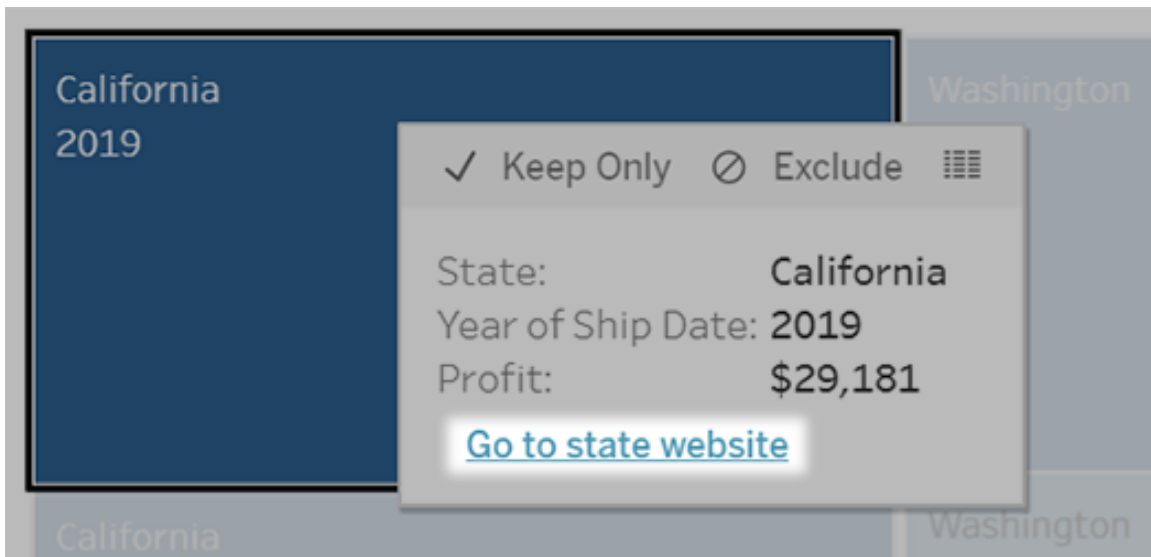 California
2019
Washington
Keep Only Exclude
State: California
Year of Ship Date: 2019
Profit: $29,181
Go to state website
California
Washington